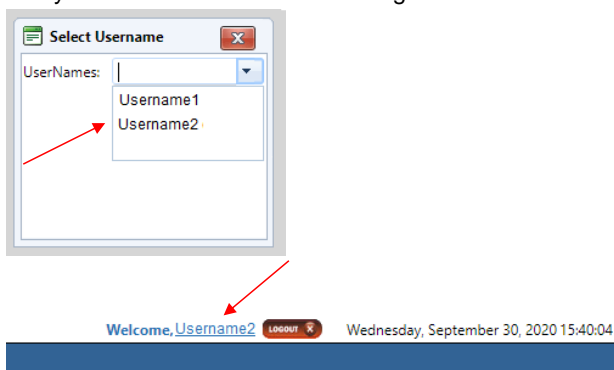 Select Username
UserNames:
Username1
Username2
Welcome, Username2 LOGOUT Wednesday, September 30, 2020 15:40:04